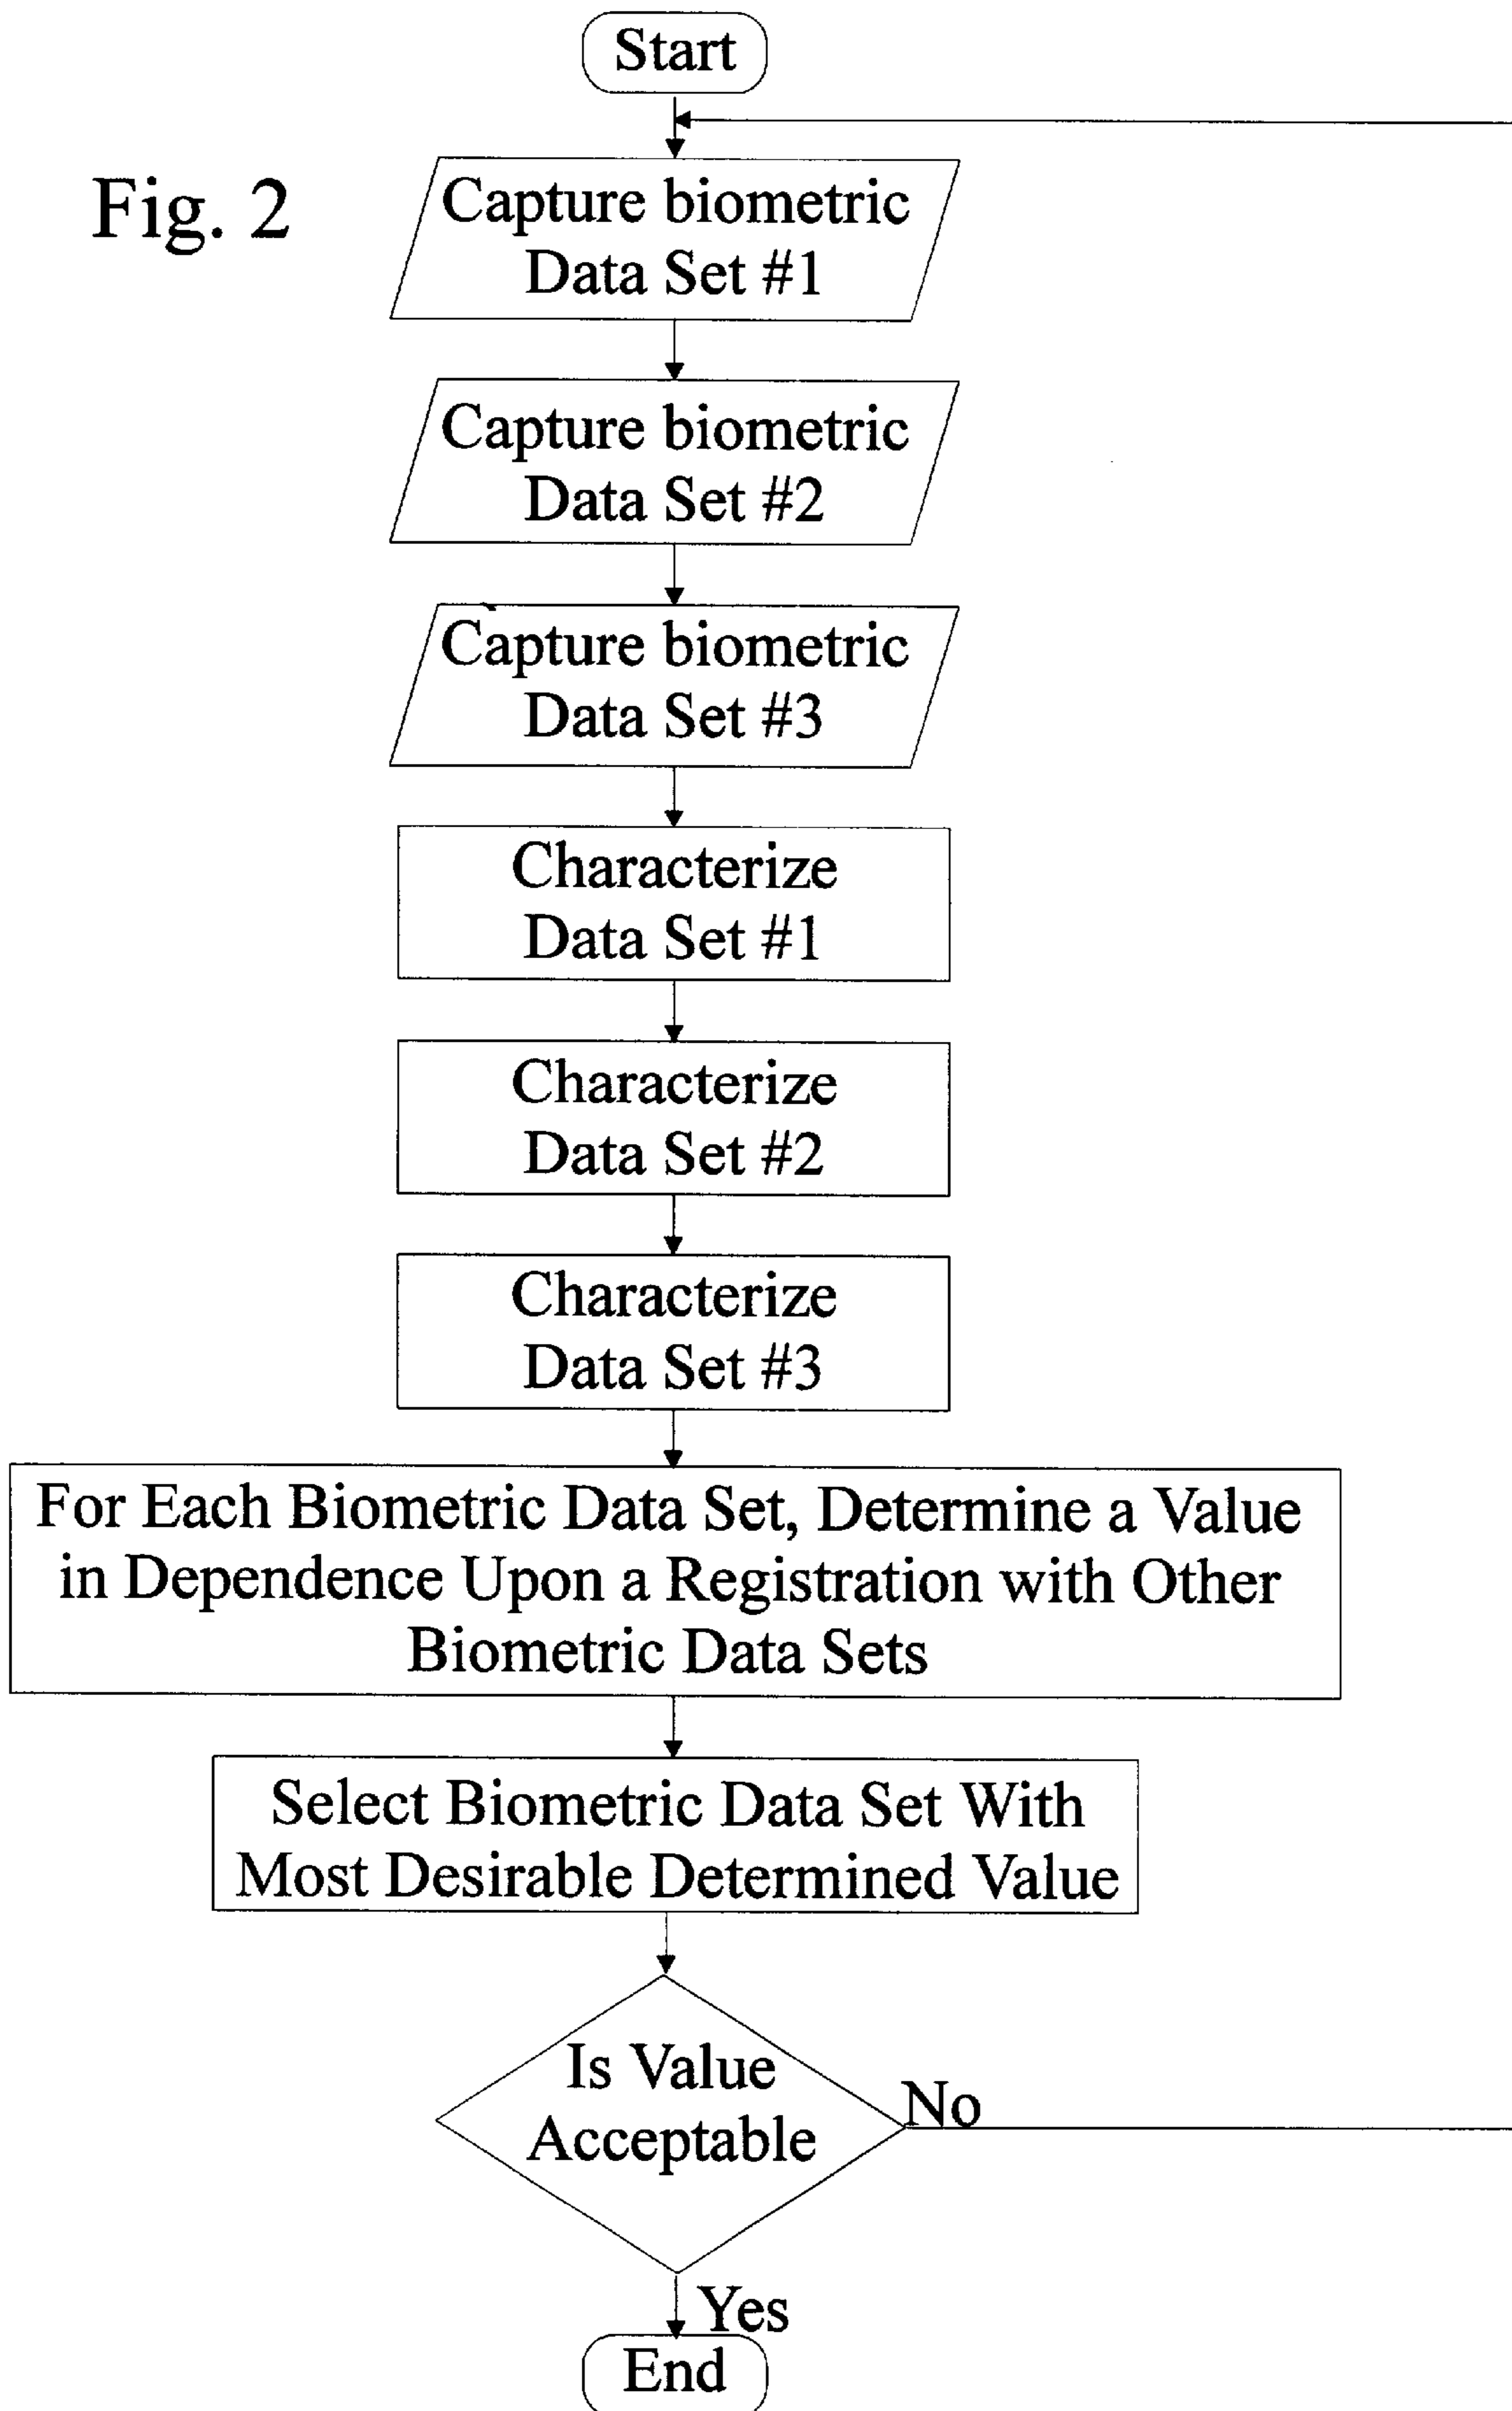 Start
Fig. 2
Capture biometric
Data Set #1
Capture biometric
Data Set #2
Capture biometric
Data Set #3
Characterize
Data Set #1
Characterize
Data Set #2
Characterize
Data Set #3
For Each Biometric Data Set, Determine a Value
in Dependence Upon a Registration with Other
Biometric Data Sets
Select Biometric Data Set With
Most Desirable Determined Value
Is Value
Acceptable
No
Yes
End